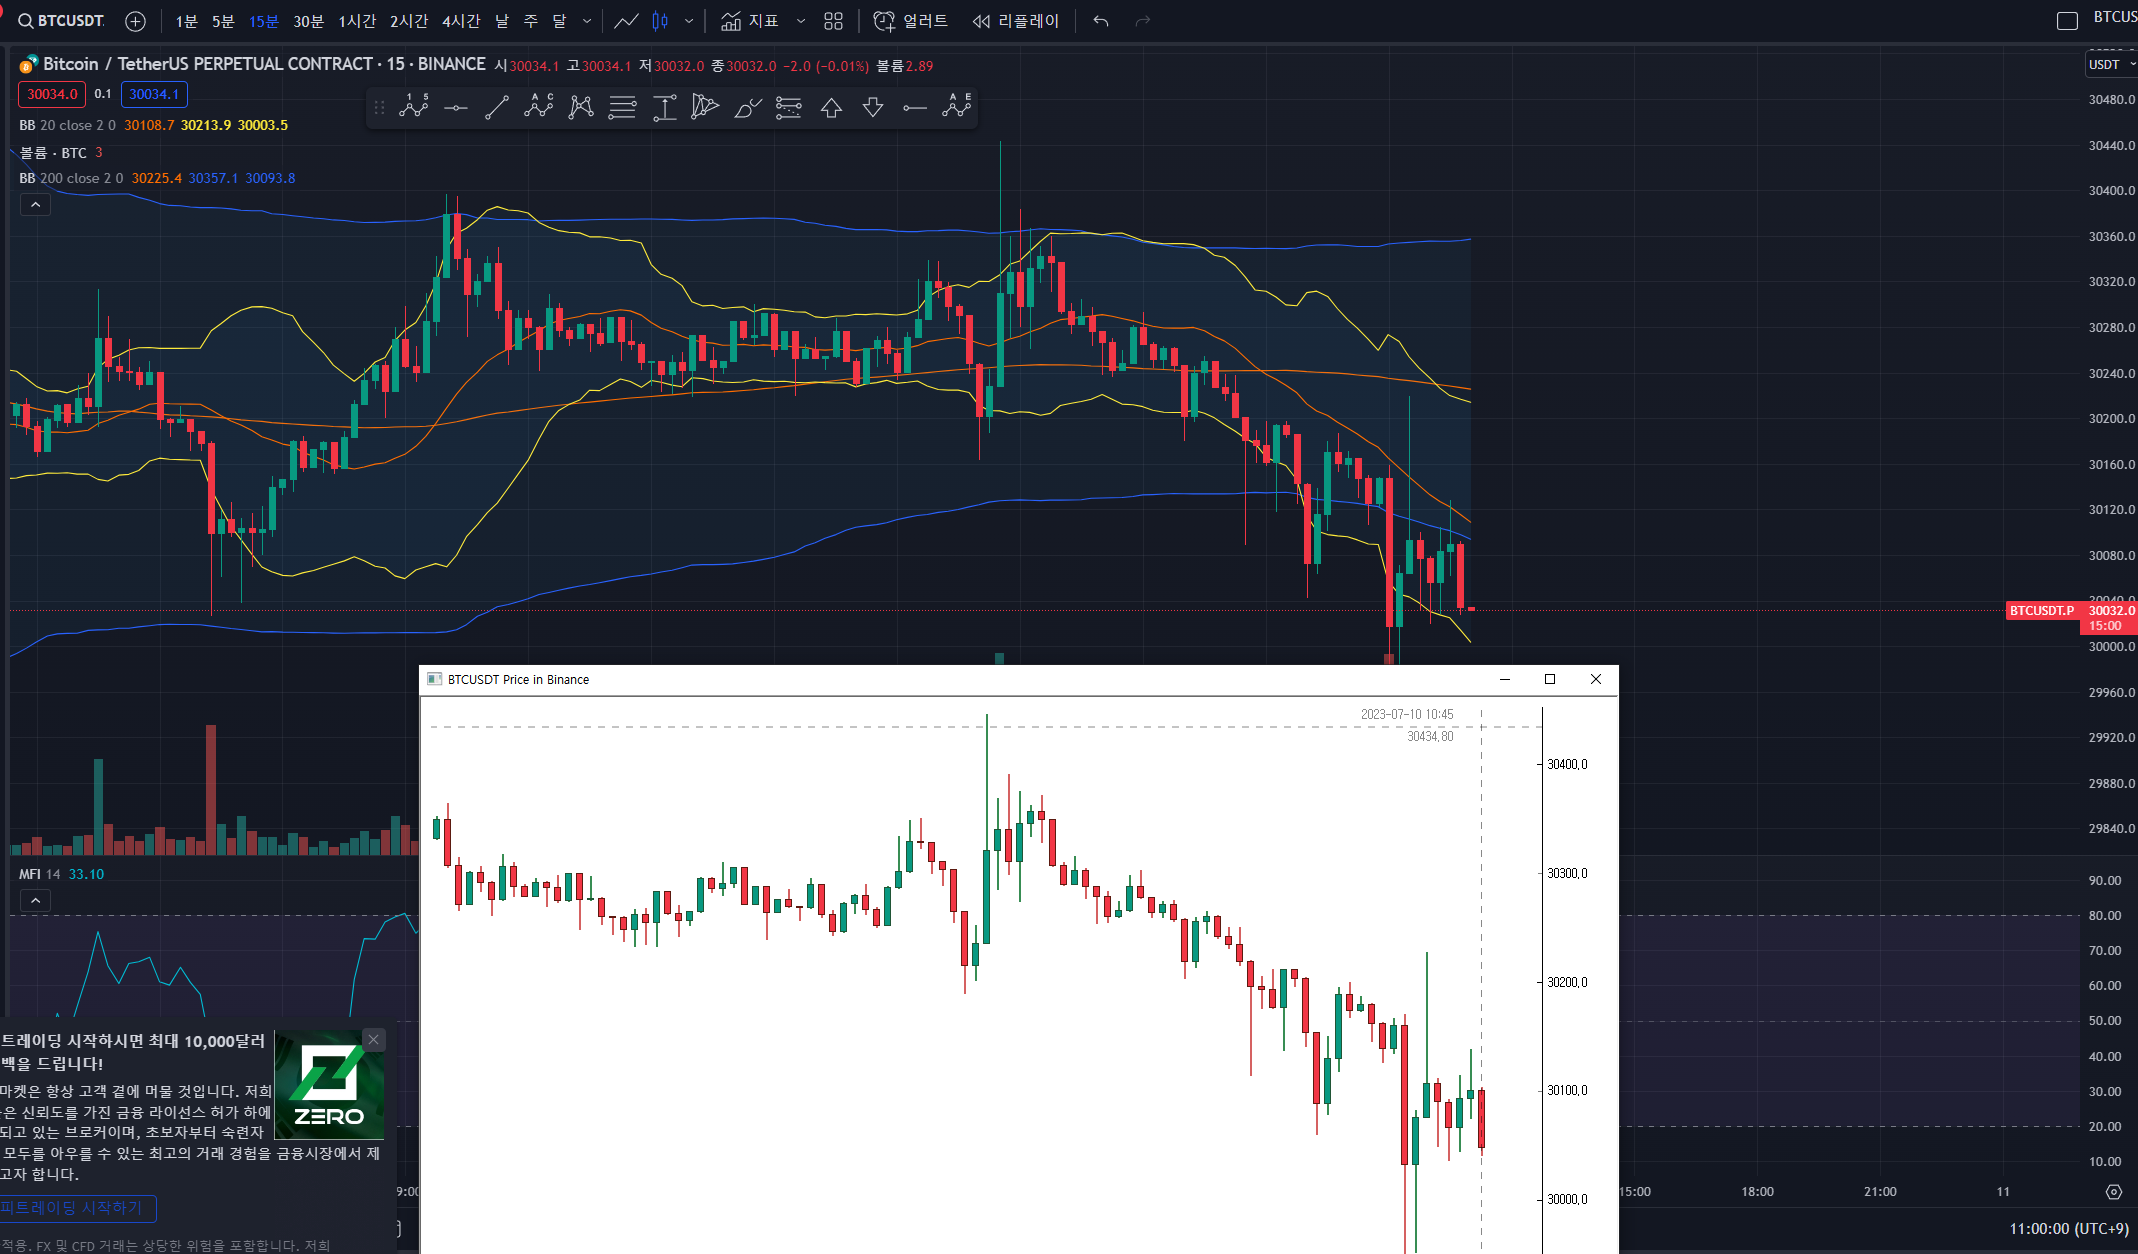 BTCUSDT.
1분 5분 15분 30분 1시간 2시간 4시간 날 주 달
지표
얼러트
리플레이
BTCUS
Bitcoin / TetherUS PERPETUAL CONTRACT · 15 · BINANCE 시30034.1 고30034.1 저30032.0 종30032.0 −2.0 (−0.01%) 볼륨2.89
USDT
30034.0 0.1 30034.1
1 5
A C
A E
BB 20 close 2 0 30108.7 30213.9 30003.5
볼륨 · BTC 3
BB 200 close 2 0 30225.4 30357.1 30093.8
30480.0
30440.0
30400.0
30360.0
30320.0
30280.0
30240.0
30200.0
30160.0
30120.0
30080.0
30040.0
BTCUSDT.P 30032.0
15:00
30000.0
29960.0
29920.0
29880.0
29840.0
BTCUSDT Price in Binance
2023-07-10 10:45
30434.80
30400.0
30300.0
30200.0
30100.0
30000.0
MFI 14 33.10
90.00
80.00
70.00
60.00
50.00
40.00
30.00
20.00
10.00
트레이딩 시작하시면 최대 10,000달러
백을 드립니다!
마켓은 항상 고객 곁에 머물 것입니다. 저희
은 신뢰도를 가진 금융 라이선스 허가 하에
되고 있는 브로커이며, 초보자부터 숙련자
모두를 아우를 수 있는 최고의 거래 경험을 금융시장에서 제
고자 합니다.
ZERO
피트레이딩 시작하기
적용. FX 및 CFD 거래는 상당한 위험을 포함합니다. 저희
9:00
15:00
18:00
21:00
11
11:00:00 (UTC+9)